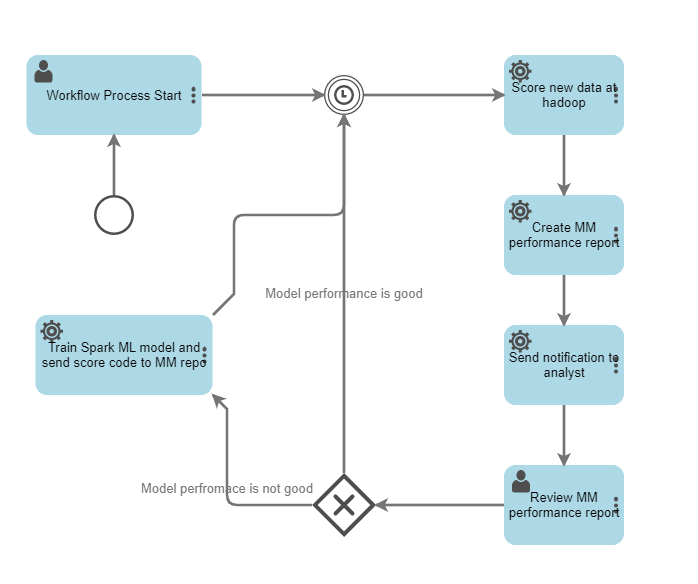 Workflow Process Start
Score new data at
hadoop
Create MM
performance report
Model performance is good
Train Spark ML model and
send score code to MM repo
Send notification to
analyst
Model perfromace is not good
Review MM
performance report